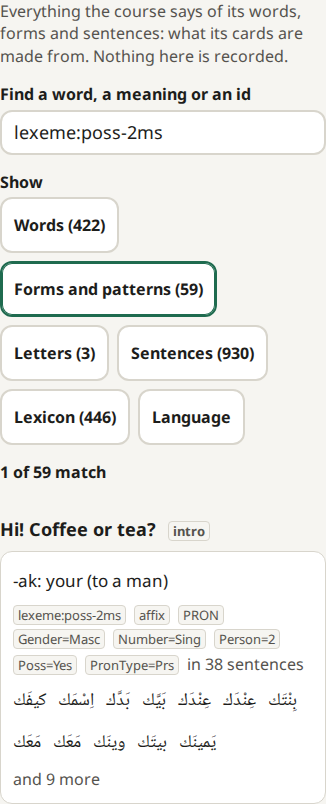 Everything the course says of its words,
forms and sentences: what its cards are
made from. Nothing here is recorded.
Find a word, a meaning or an id
lexeme:poss-2ms
Show
Words (422)
Forms and patterns (59)
Letters (3) Sentences (930)
Lexicon (446) Language
1 of 59 match
Hi! Coffee or tea? intro
-ak: your (to a man)
lexeme:poss-2ms affix PRON
Gender=Masc Number=Sing Person=2
Poss=Yes PronType=Prs in 38 sentences
بِنْتَك عِنْدَك عِنْدَك بَيَّك بَدَّك اِسْمَك كيفَك
يَمينَك بيتَك وينَك مَعَك مَعَك
and 9 more